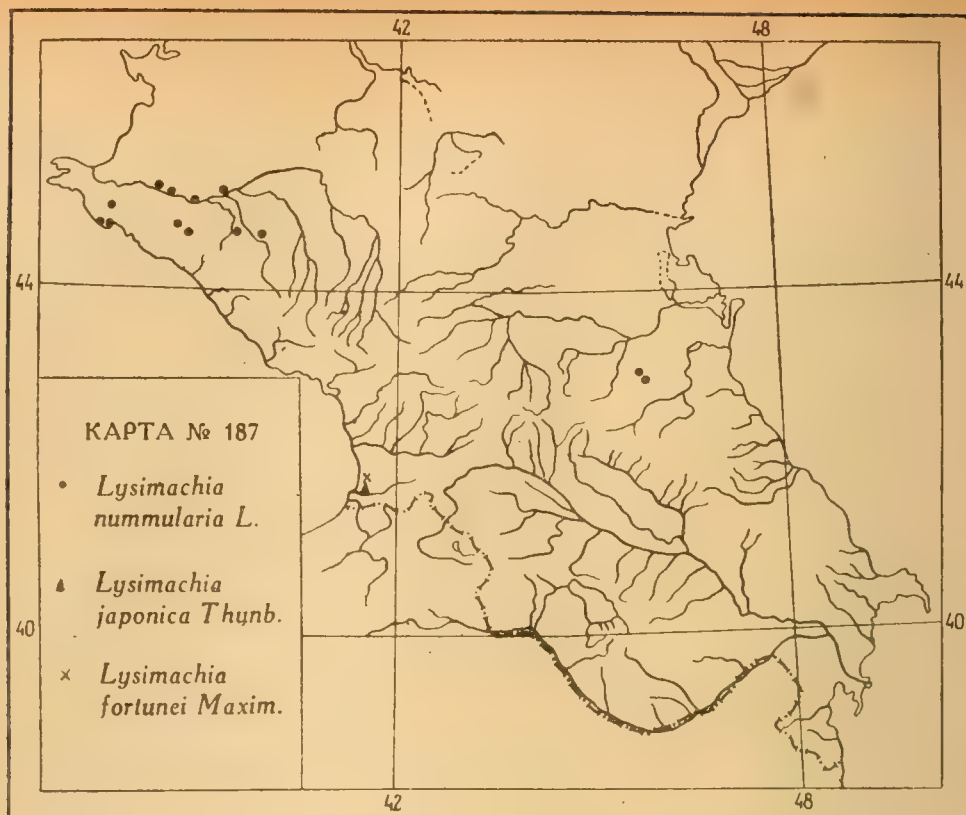 42 48
44 44
КАРТА № 187
Lysimachia
nummularia L.
Lysimachia
japonica Thunb.
40 40
Lysimachia
fortunei Maxim.
42 48